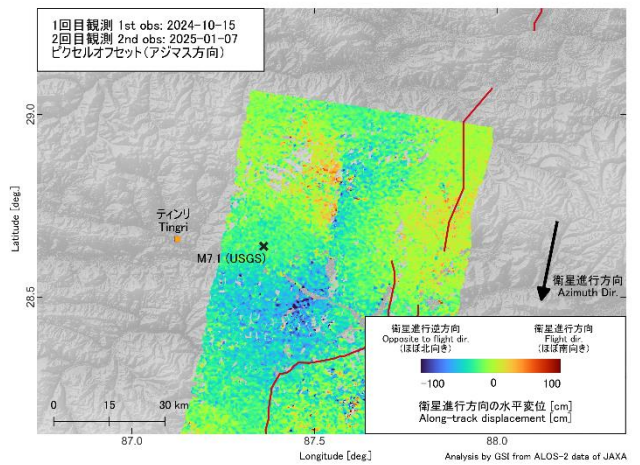 1回目観測 1st obs: 2024-10-15
2回目観測 2nd obs: 2025-01-07
ピクセルオフセット(アジマス方向)
29.0
ティンリ
Tingri
M7.1 (USGS)
Latitude [deg.]
28.5
衛星進行方向
Azimuth Dir.
衛星進行逆方向
Opposite to flight dir.
(ほぼ北向き)
衛星進行方向
Flight dir.
(ほぼ南向き)
-100
0
100
衛星進行方向の水平変位 [cm]
Along-track displacement [cm]
0 15 30 km
87.0
87.5
88.0
Longitude [deg.]
Analysis by GSI from ALOS-2 data of JAXA